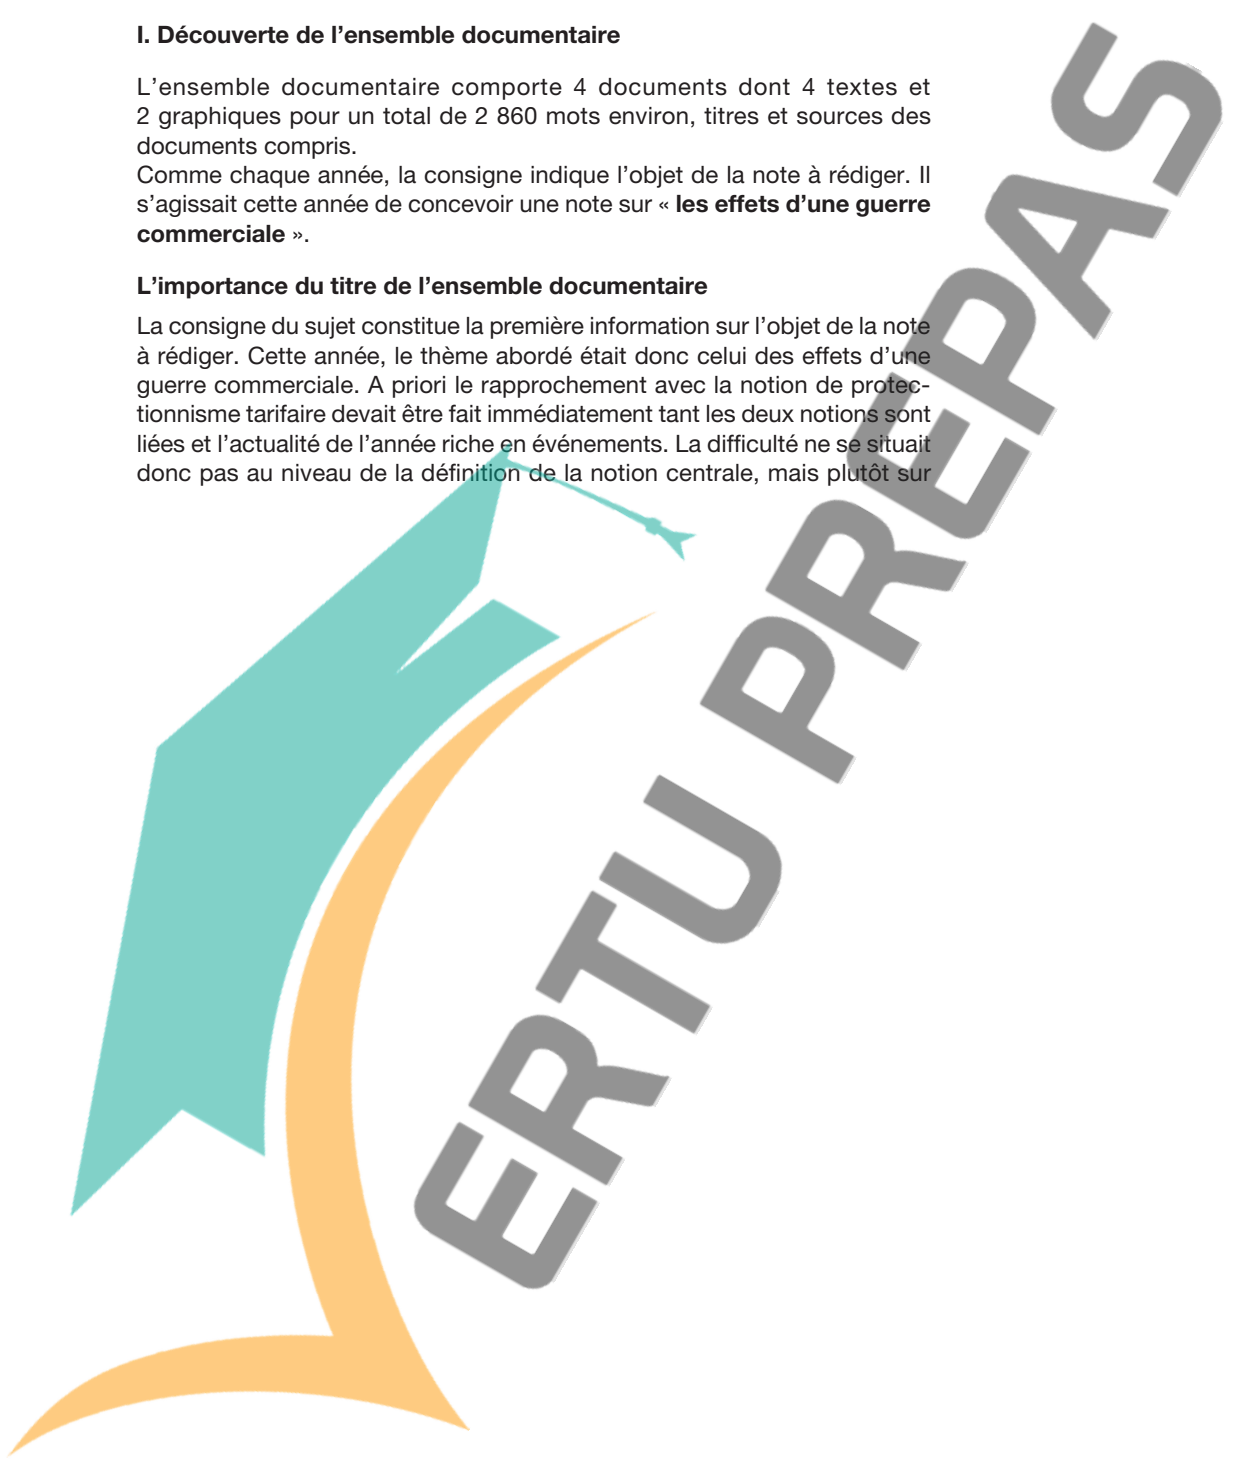 I. Découverte de l’ensemble documentaire
L’ensemble documentaire comporte 4 documents dont 4 textes et
2 graphiques pour un total de 2 860 mots environ, titres et sources des
documents compris.
Comme chaque année, la consigne indique l’objet de la note à rédiger. Il
s’agissait cette année de concevoir une note sur « les effets d’une guerre
commerciale ».
L’importance du titre de l’ensemble documentaire
La consigne du sujet constitue la première information sur l’objet de la note
à rédiger. Cette année, le thème abordé était donc celui des effets d’une
guerre commerciale. A priori le rapprochement avec la notion de protec-
tionnisme tarifaire devait être fait immédiatement tant les deux notions sont
liées et l’actualité de l’année riche en événements. La difficulté ne se situait
donc pas au niveau de la définition de la notion centrale, mais plutôt sur
ERTU PREPAS